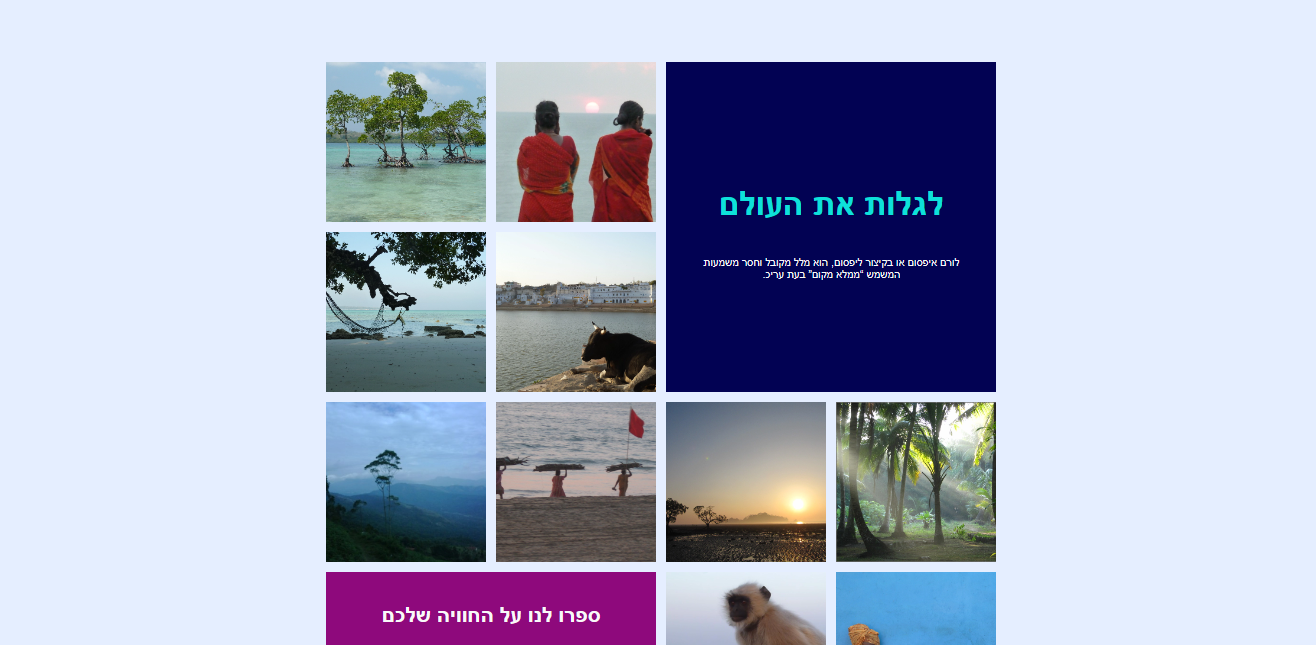 לגלות את העולם
לורם איפסום או בקיצור ליפסום, הוא מלל מקובל וחסר משמעות
המשמש "ממלא מקום" בעת עריכ.
ספרו לנו על החוויה שלכם